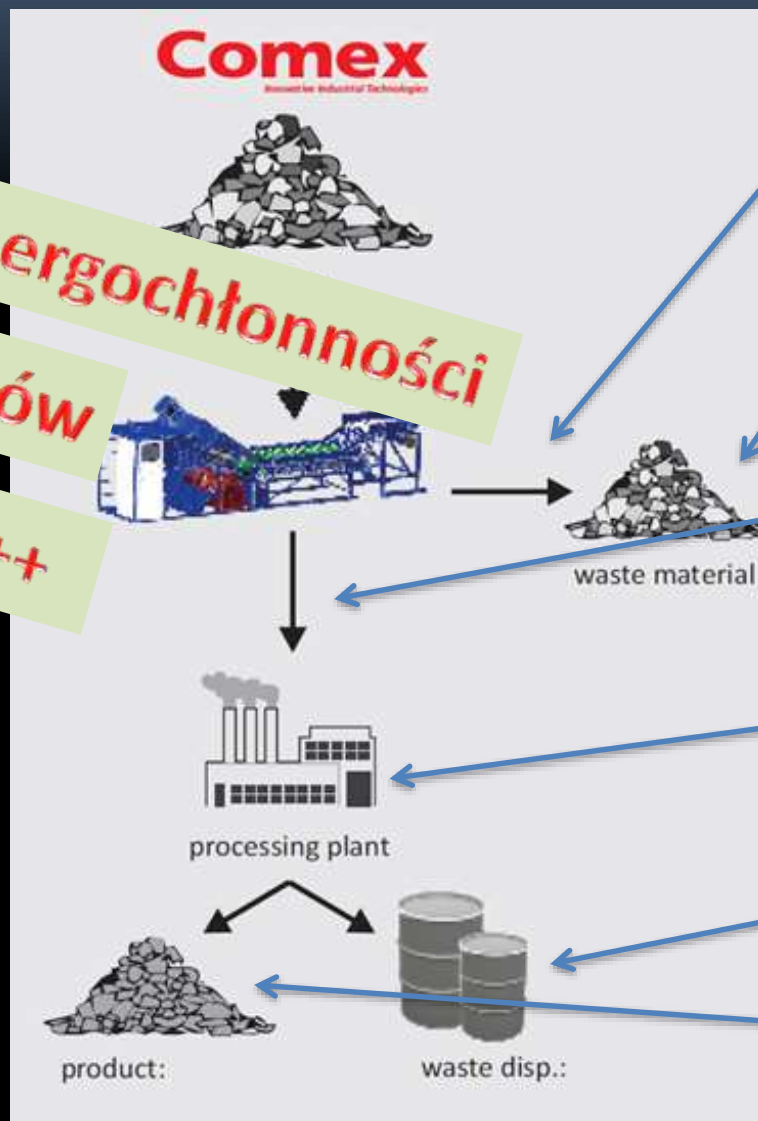 Comex
Innovative Industrial Technologies
ergochłonności
ów
++
waste material
processing plant
product:
waste disp.: